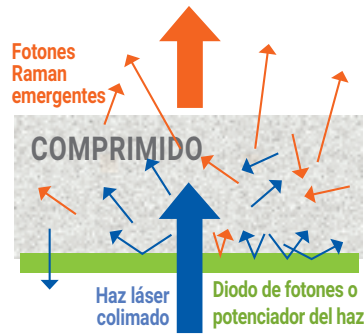 Fotones
Raman
emergentes
COMPRIMIDO
Haz láser
colimado
Diodo de fotones o
potenciador del haz